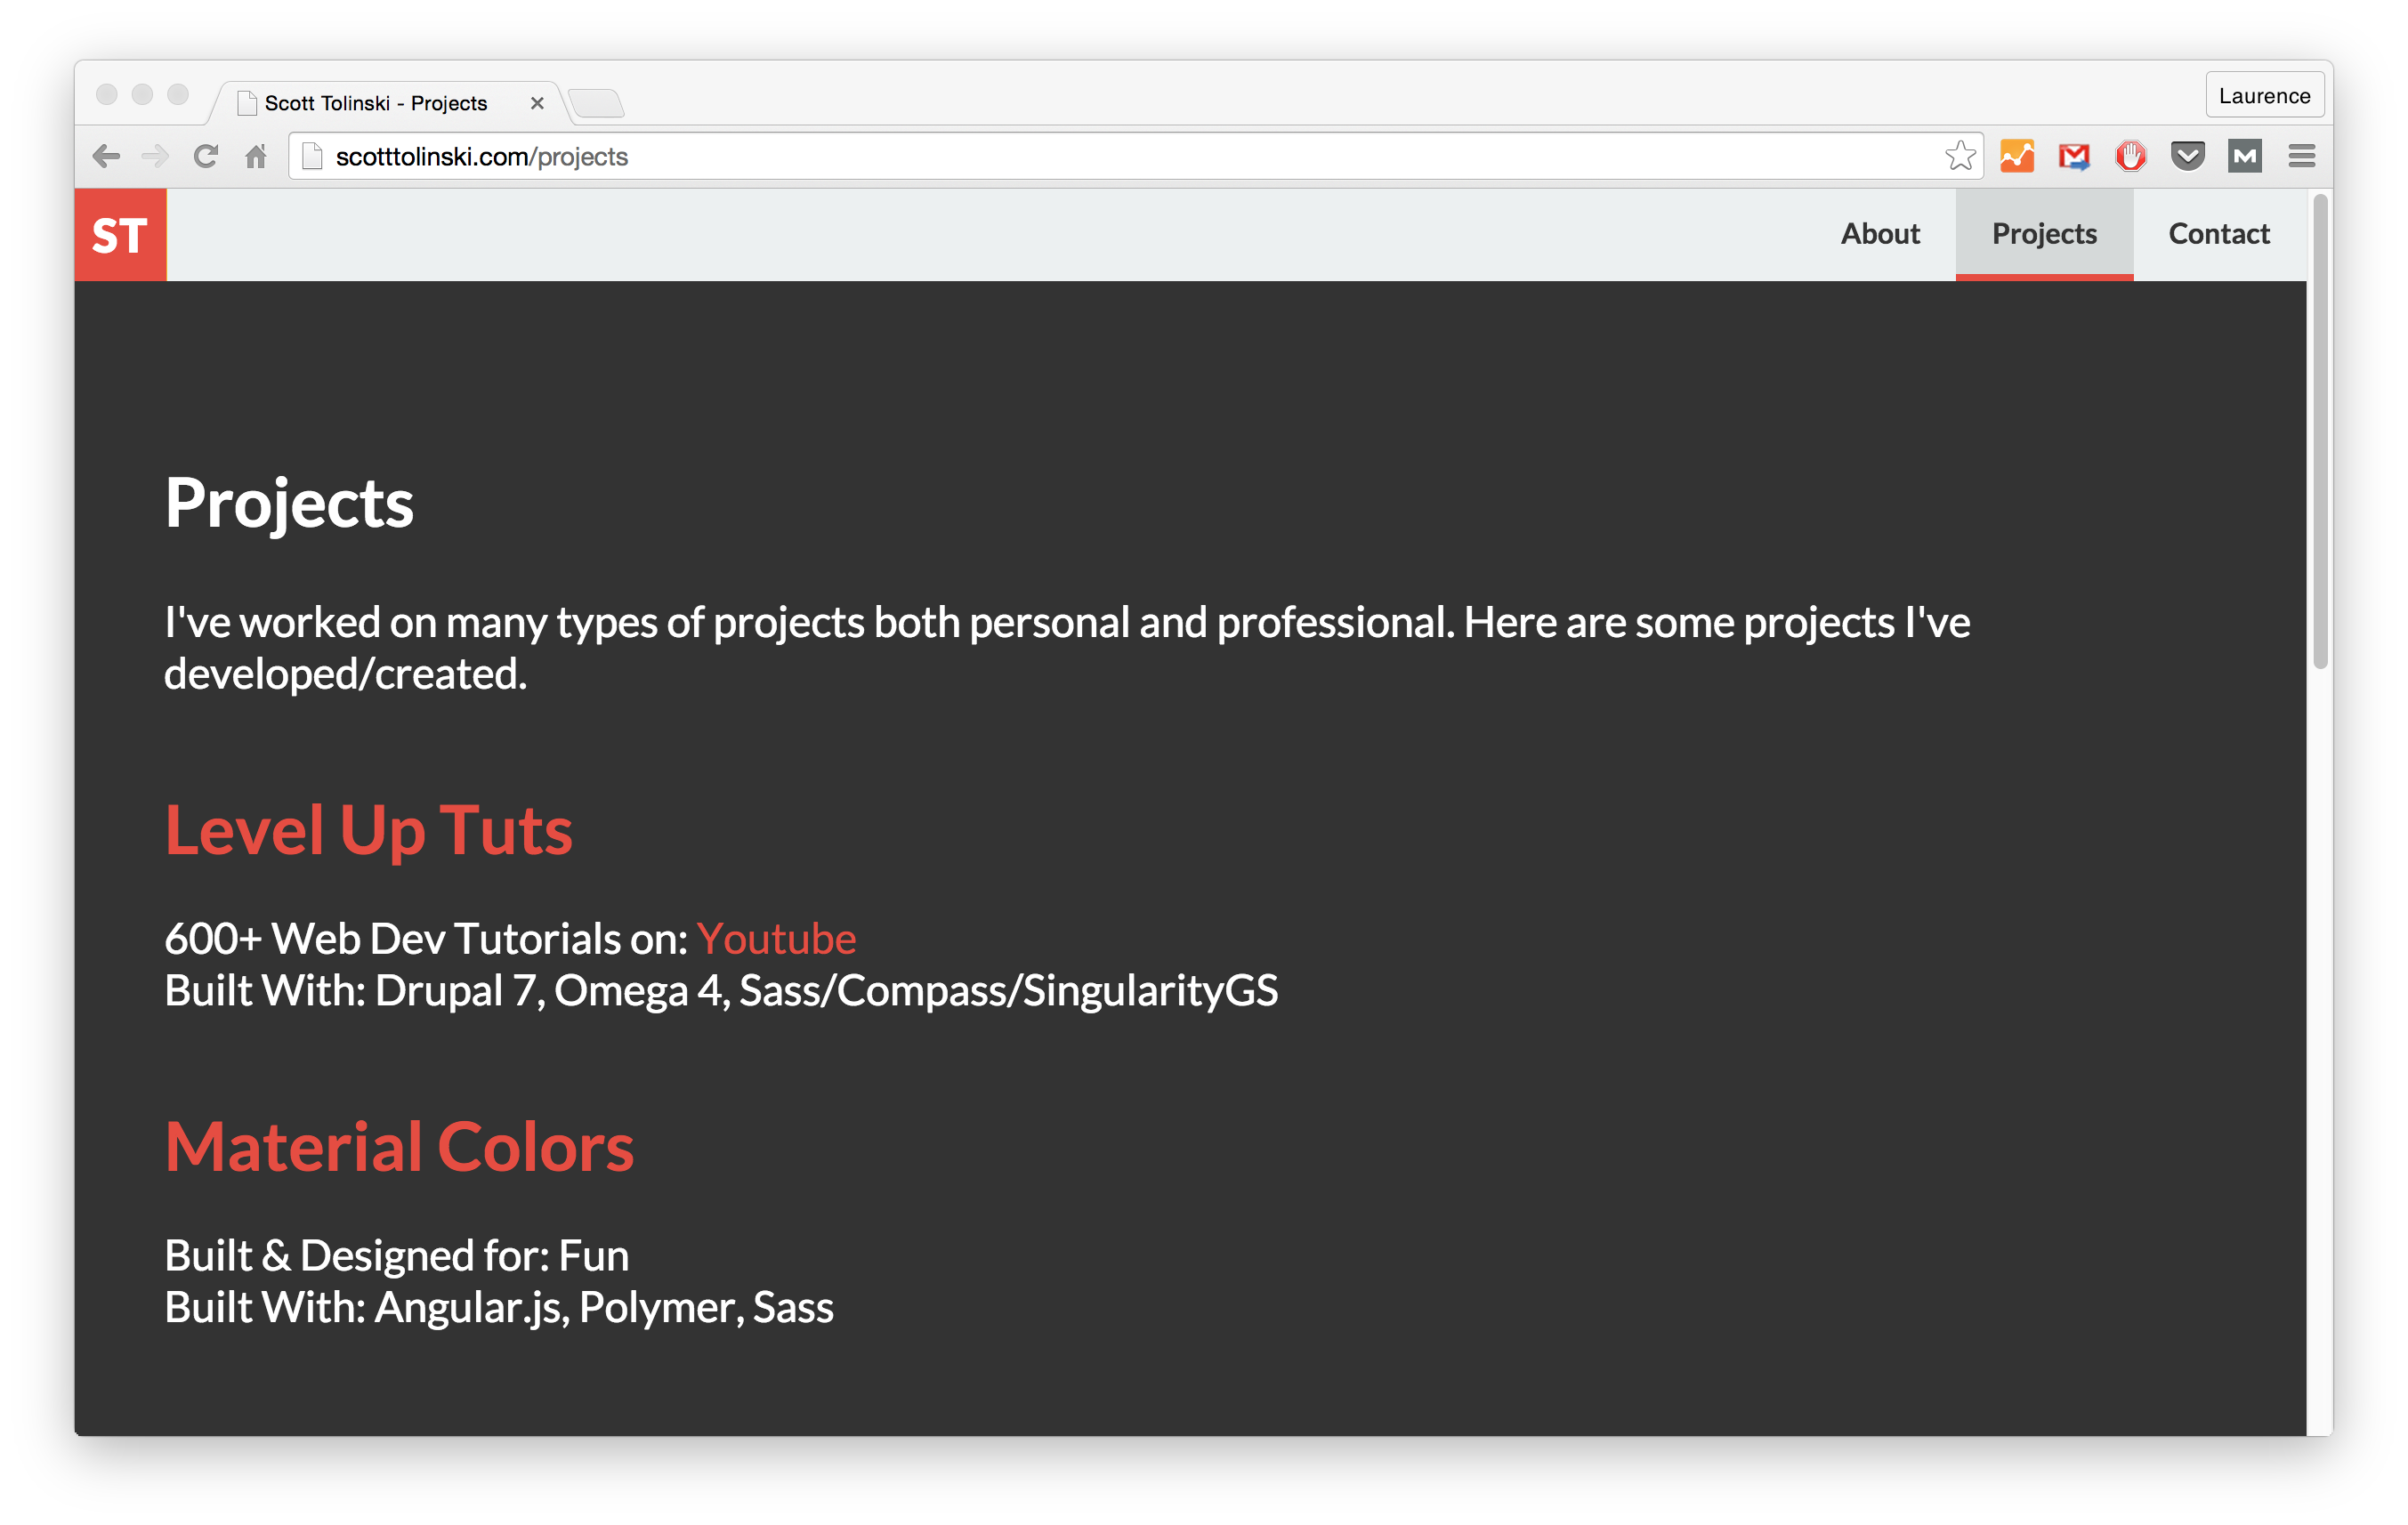 Scott Tolinski - Projects
Laurence
scotttolinski.com/projects
ST
About
Projects
Contact
Projects
I've worked on many types of projects both personal and professional. Here are some projects I've
developed/created.
Level Up Tuts
600+ Web Dev Tutorials on: Youtube
Built With: Drupal 7, Omega 4, Sass/Compass/SingularityGS
Material Colors
Built & Designed for: Fun
Built With: Angular.js, Polymer, Sass